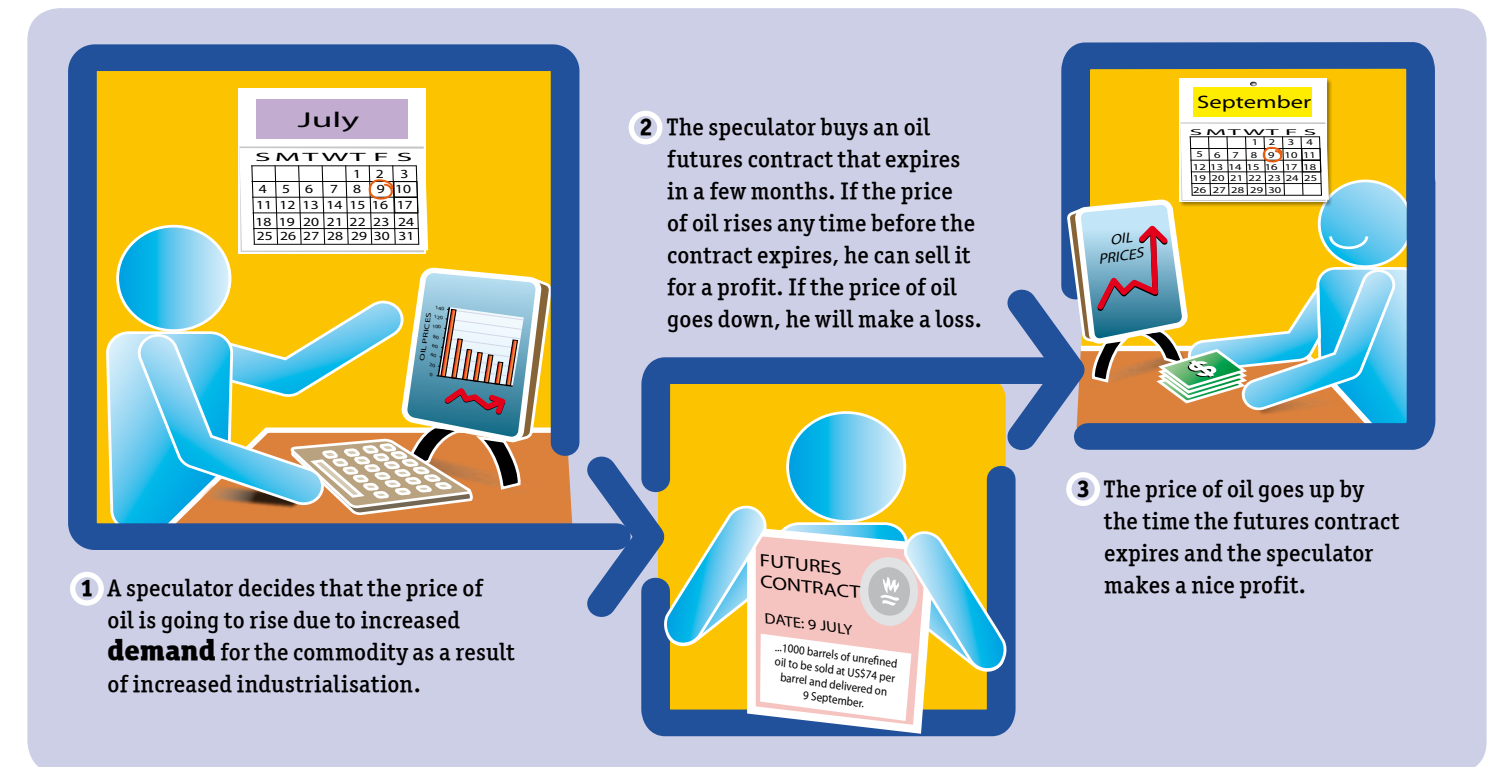 July
S M T W T F S
1 2 3
4 5 6 7 8 9 10
11 12 13 14 15 16 17
18 19 20 21 22 23 24
25 26 27 28 29 30 31
OIL PRICES
140
120
100
80
60
40
20
0
1 A speculator decides that the price of
oil is going to rise due to increased
demand for the commodity as a result
of increased industrialisation.
2 The speculator buys an oil
futures contract that expires
in a few months. If the price
of oil rises any time before the
contract expires, he can sell it
for a profit. If the price of oil
goes down, he will make a loss.
FUTURES
CONTRACT
DATE: 9 JULY
...1000 barrels of unrefined
oil to be sold at US$74 per
barrel and delivered on
9 September.
September
S M T W T F S
1 2 3 4
5 6 7 8 9 10 11
12 13 14 15 16 17 18
19 20 21 22 23 24 25
26 27 28 29 30
OIL
PRICES
$
3 The price of oil goes up by
the time the futures contract
expires and the speculator
makes a nice profit.